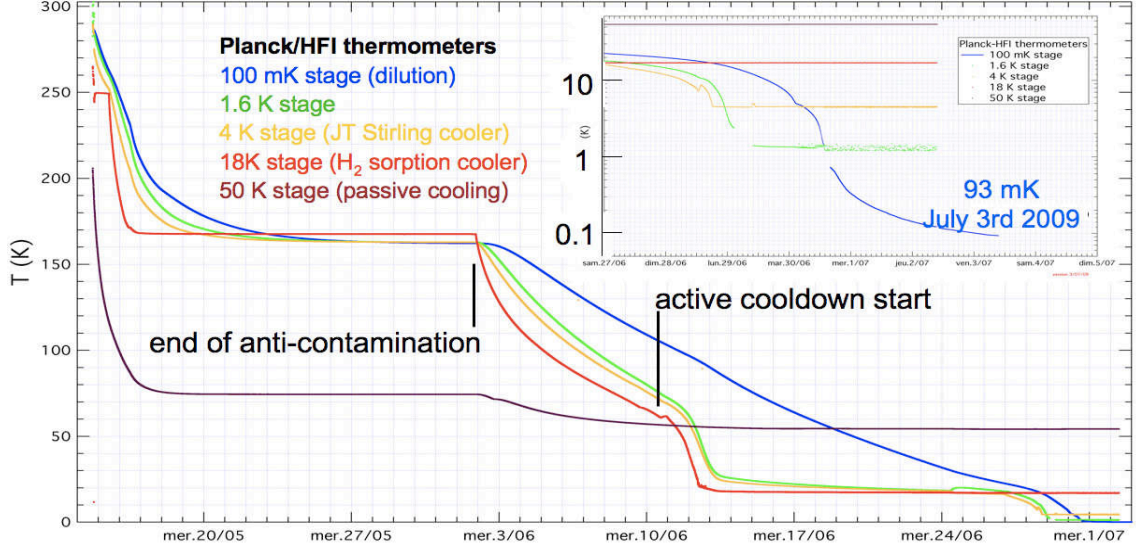 T (K)
300
250
200
150
100
50
0
mer.20/05
mer.27/05
mer.3/06
mer.10/06
mer.17/06
mer.24/06
mer.1/07
Planck/HFI thermometers
100 mK stage (dilution)
1.6 K stage
4 K stage (JT Stirling cooler)
18K stage (H₂ sorption cooler)
50 K stage (passive cooling)
end of anti-contamination
active cooldown start
(K)
10
1
0.1
Planck-HFI thermometers
100 mK stage
1.6 K stage
4 K stage
18 K stage
50 K stage
93 mK
July 3rd 2009
sam.27/06
dim.28/06
lun.29/06
mar.30/06
mer.1/07
jeu.2/07
ven.3/07
sam.4/07
dim.5/07